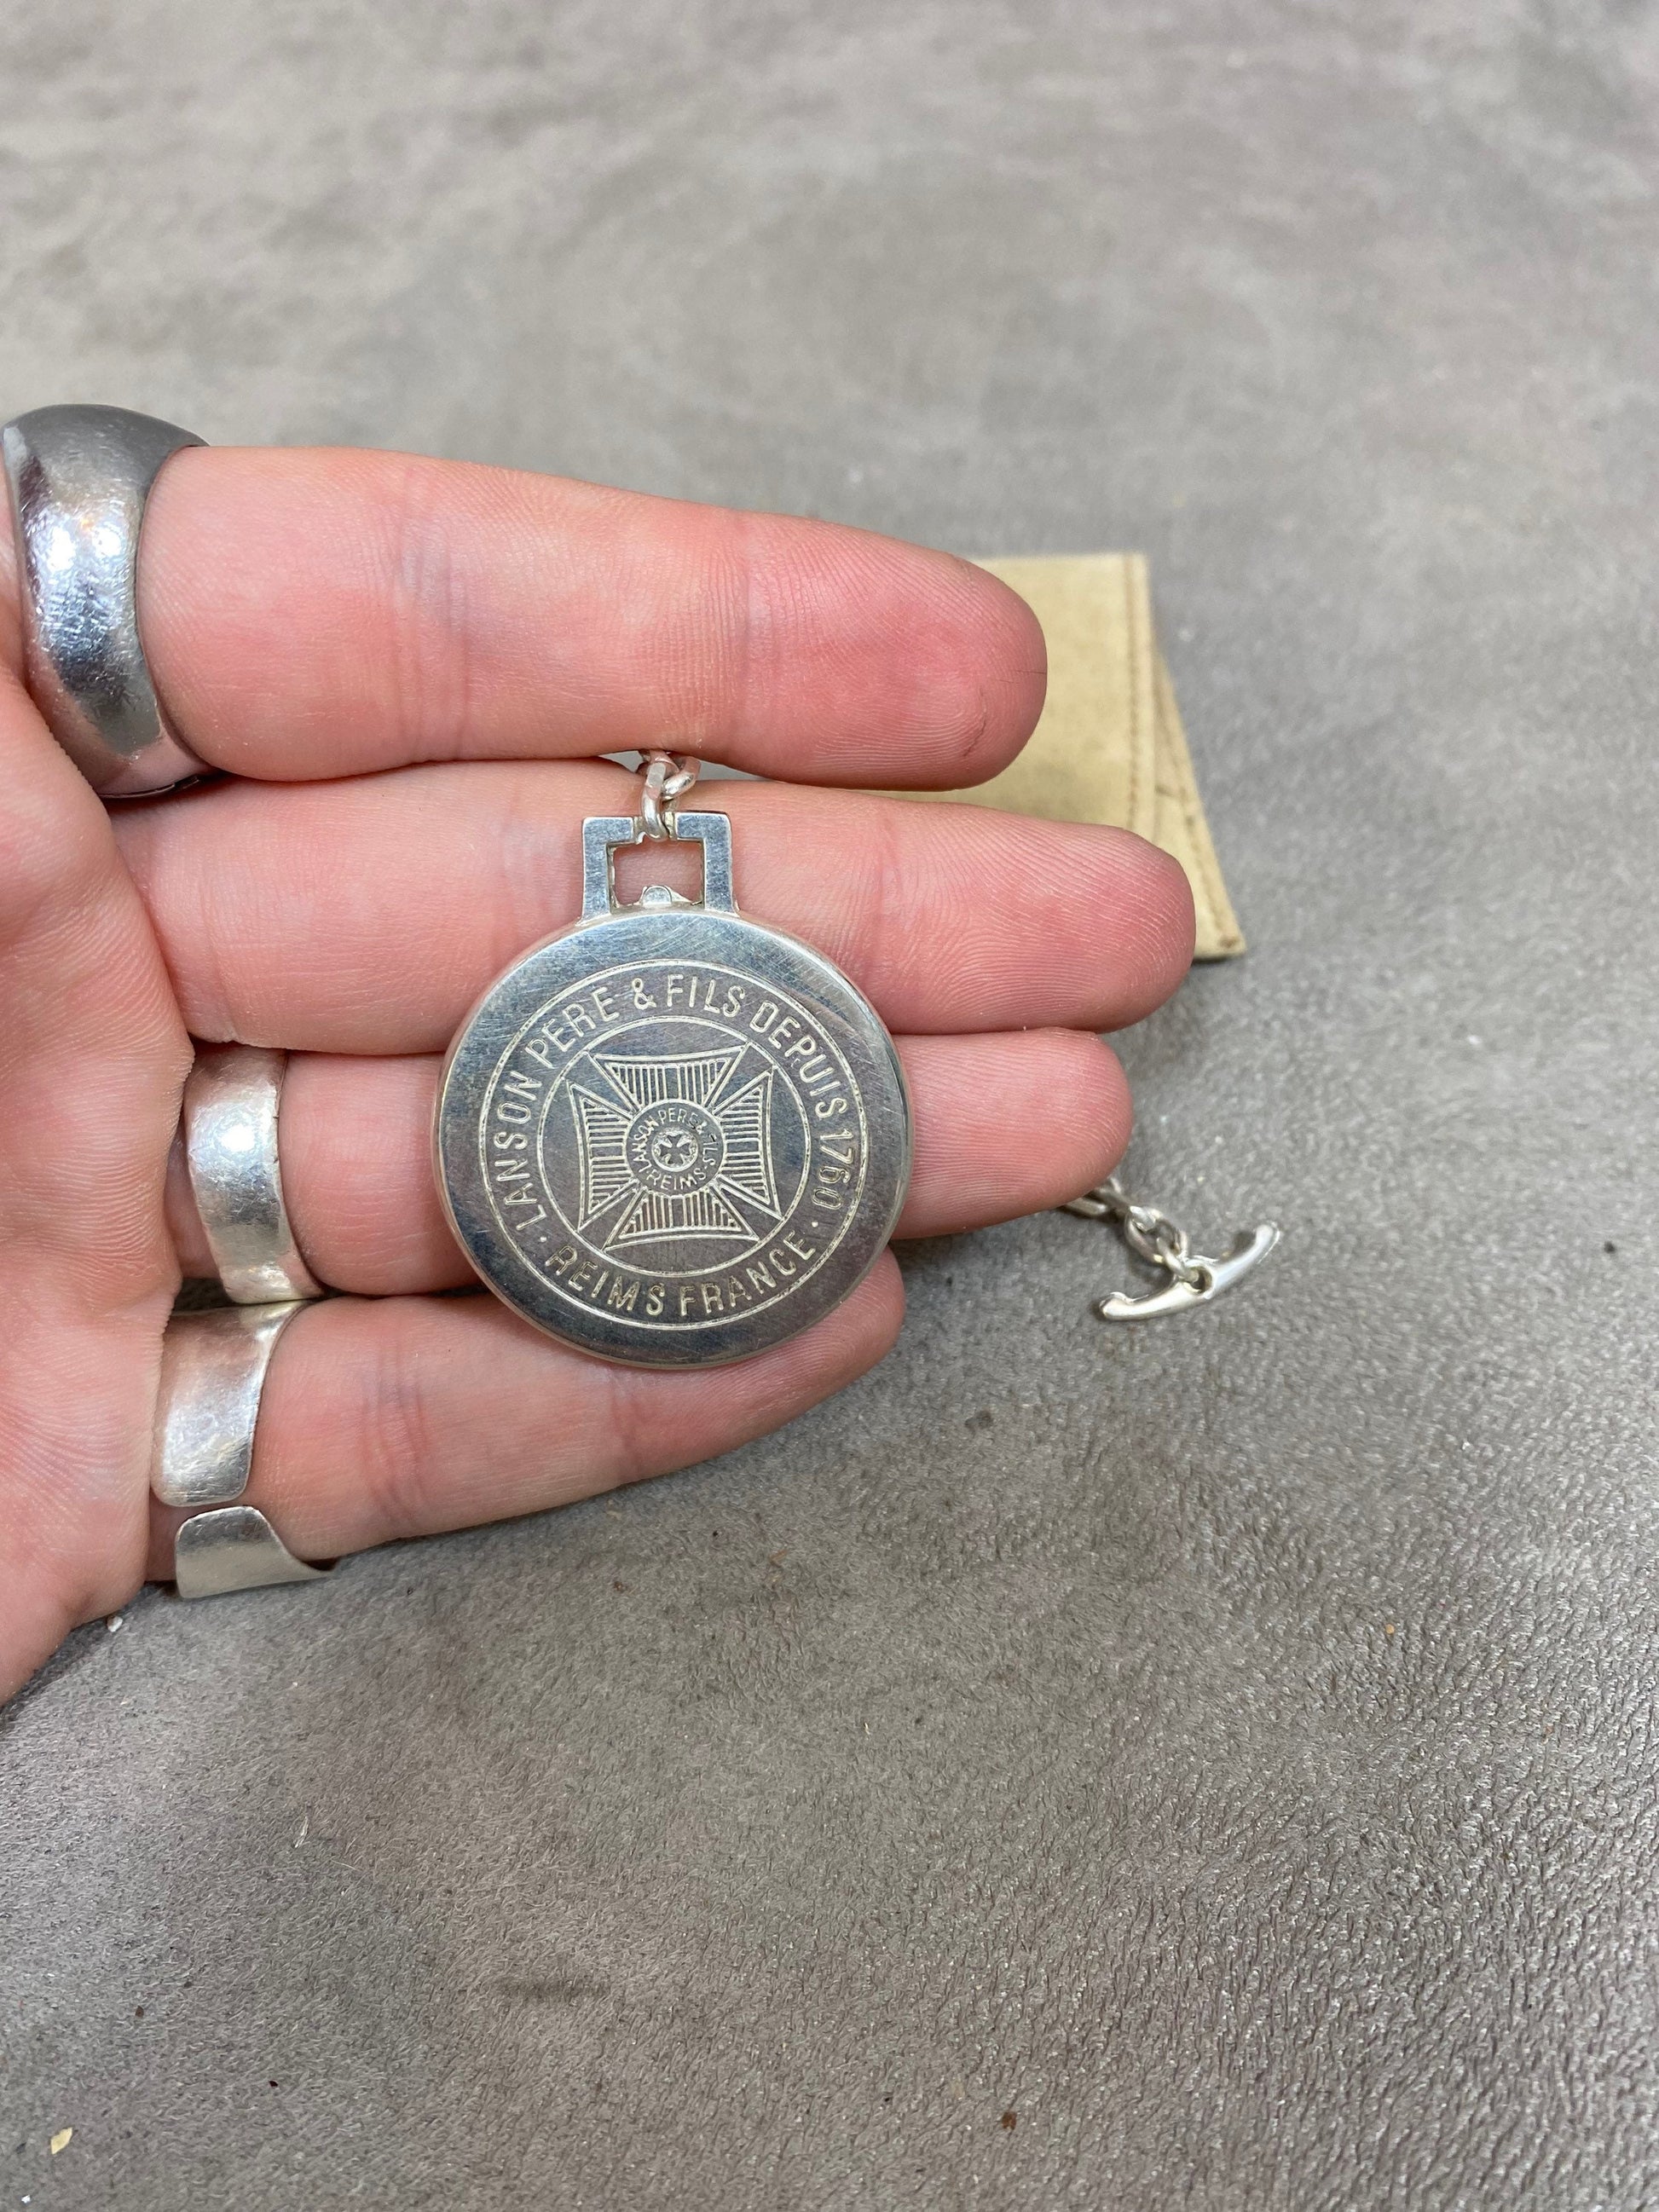 LANSON PERE & FILS DEPUIS 1760 ·
REIMS FRANCE
LANSON PERE & FILS
REIMS